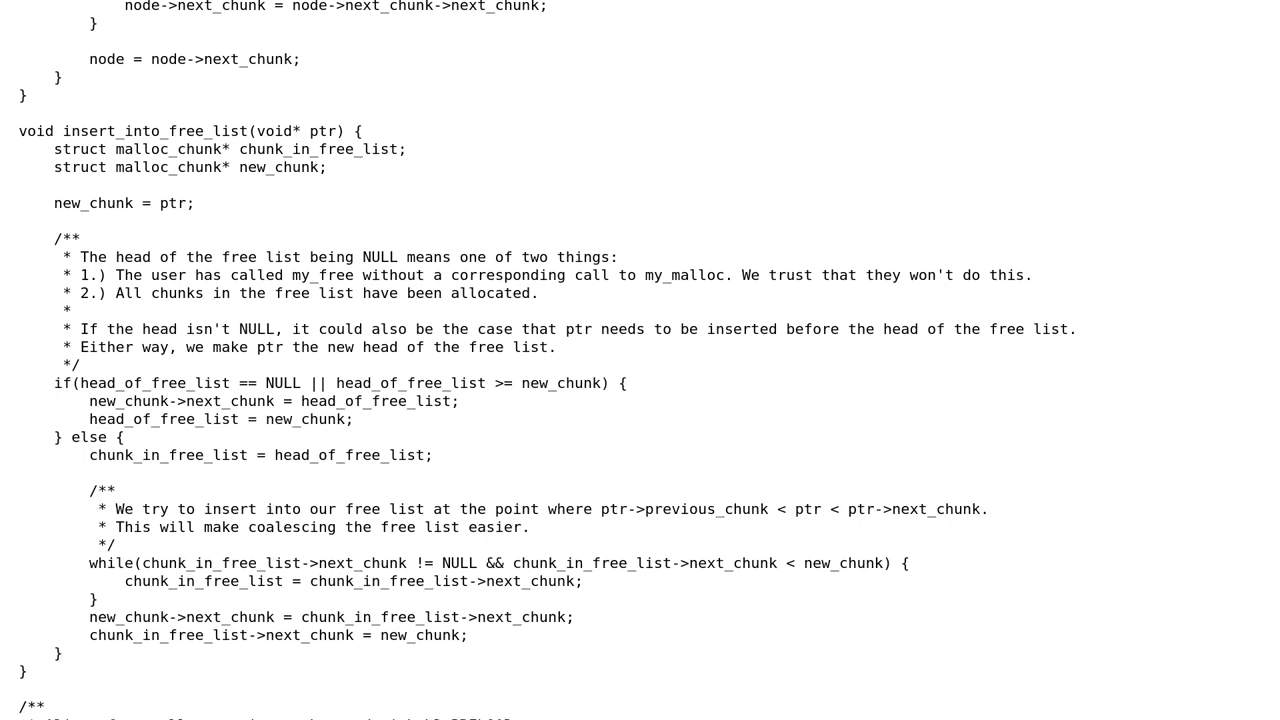 node->next_chunk = node->next_chunk->next_chunk;
}
node = node->next_chunk;
}
}
void insert_into_free_list(void* ptr) {
struct malloc_chunk* chunk_in_free_list;
struct malloc_chunk* new_chunk;
new_chunk = ptr;
/**
* The head of the free list being NULL means one of two things:
* 1.) The user has called my_free without a corresponding call to my_malloc. We trust that they won't do this.
* 2.) All chunks in the free list have been allocated.
*
* If the head isn't NULL, it could also be the case that ptr needs to be inserted before the head of the free list.
* Either way, we make ptr the new head of the free list.
*/
if(head_of_free_list == NULL || head_of_free_list >= new_chunk) {
new_chunk->next_chunk = head_of_free_list;
head_of_free_list = new_chunk;
} else {
chunk_in_free_list = head_of_free_list;
/**
* We try to insert into our free list at the point where ptr->previous_chunk < ptr < ptr->next_chunk.
* This will make coalescing the free list easier.
*/
while(chunk_in_free_list->next_chunk != NULL && chunk_in_free_list->next_chunk < new_chunk) {
chunk_in_free_list = chunk_in_free_list->next_chunk;
}
new_chunk->next_chunk = chunk_in_free_list->next_chunk;
chunk_in_free_list->next_chunk = new_chunk;
}
}
/**